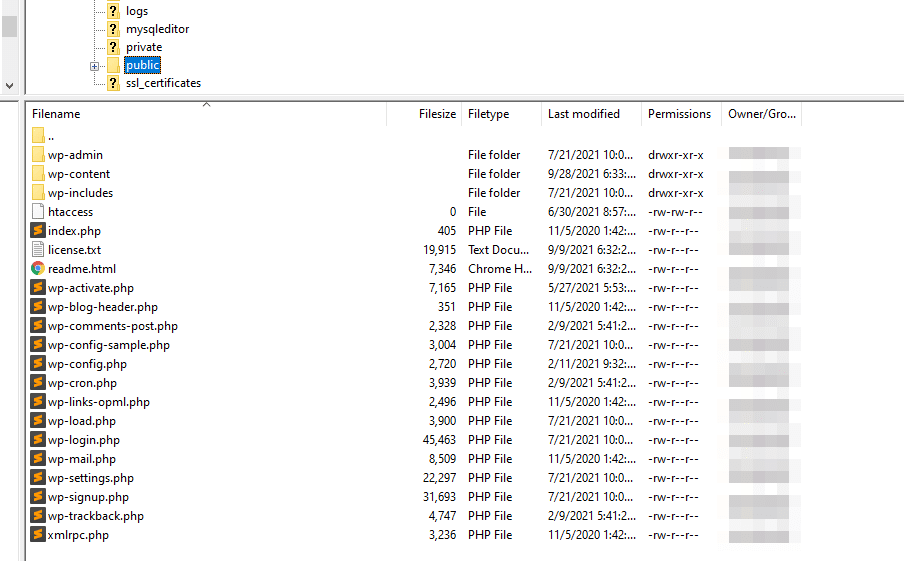 logs
mysqleditor
private
public
ssl_certificates
Filename Filesize Filetype Last modified Permissions Owner/Gro...
..
wp-admin File folder 7/21/2021 10:0... drwxr-xr-x
wp-content File folder 9/28/2021 6:33:... drwxr-xr-x
wp-includes File folder 7/21/2021 10:0... drwxr-xr-x
htaccess 0 File 6/30/2021 8:57:... -rw-rw-r--
index.php 405 PHP File 11/5/2020 1:42:... -rw-r--r--
license.txt 19,915 Text Docu... 9/9/2021 6:32:2... -rw-r--r--
readme.html 7,346 Chrome H... 9/9/2021 6:32:2... -rw-r--r--
wp-activate.php 7,165 PHP File 5/27/2021 5:53:... -rw-r--r--
wp-blog-header.php 351 PHP File 11/5/2020 1:42:... -rw-r--r--
wp-comments-post.php 2,328 PHP File 2/9/2021 5:41:2... -rw-r--r--
wp-config-sample.php 3,004 PHP File 7/21/2021 10:0... -rw-r--r--
wp-config.php 2,720 PHP File 2/11/2021 9:32:... -rw-r--r--
wp-cron.php 3,939 PHP File 2/9/2021 5:41:2... -rw-r--r--
wp-links-opml.php 2,496 PHP File 11/5/2020 1:42:... -rw-r--r--
wp-load.php 3,900 PHP File 7/21/2021 10:0... -rw-r--r--
wp-login.php 45,463 PHP File 7/21/2021 10:0... -rw-r--r--
wp-mail.php 8,509 PHP File 11/5/2020 1:42:... -rw-r--r--
wp-settings.php 22,297 PHP File 7/21/2021 10:0... -rw-r--r--
wp-signup.php 31,693 PHP File 7/21/2021 10:0... -rw-r--r--
wp-trackback.php 4,747 PHP File 2/9/2021 5:41:2... -rw-r--r--
xmlrpc.php 3,236 PHP File 11/5/2020 1:42:... -rw-r--r--